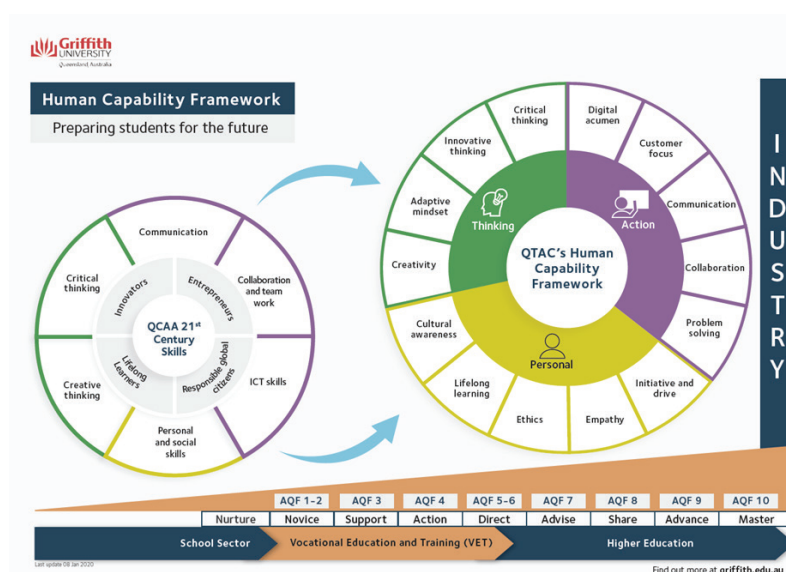 Griffith
UNIVERSITY
Queensland, Australia
Human Capability Framework
Preparing students for the future
Communication
Critical
thinking
Collaboration
and team
work
Creative
thinking
ICT skills
Personal
and social
skills
Innovators
Entrepreneurs
Lifelong
Learners
Responsible global
citizens
QCAA 21st
Century
Skills
Critical
thinking
Digital
acumen
Innovative
thinking
Customer
focus
Adaptive
mindset
Communication
Creativity
Collaboration
Cultural
awareness
Problem
solving
Lifelong
learning
Initiative and
drive
Ethics
Empathy
Thinking
Action
Personal
QTAC's Human
Capability
Framework
INDUSTRY
AQF 1-2
AQF 3
AQF 4
AQF 5-6
AQF 7
AQF 8
AQF 9
AQF 10
Nurture
Novice
Support
Action
Direct
Advise
Share
Advance
Master
School Sector
Vocational Education and Training (VET)
Higher Education
Last update 08 Jan 2020
Find out more at griffith.edu.au